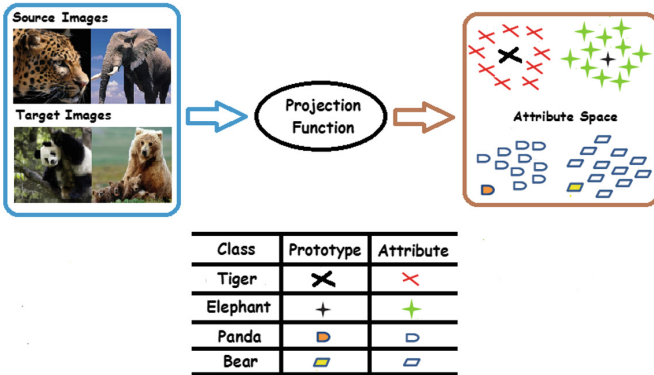 Source Images
Target Images
Projection
Function
Attribute Space
Class Prototype Attribute
Tiger
Elephant
Panda
Bear